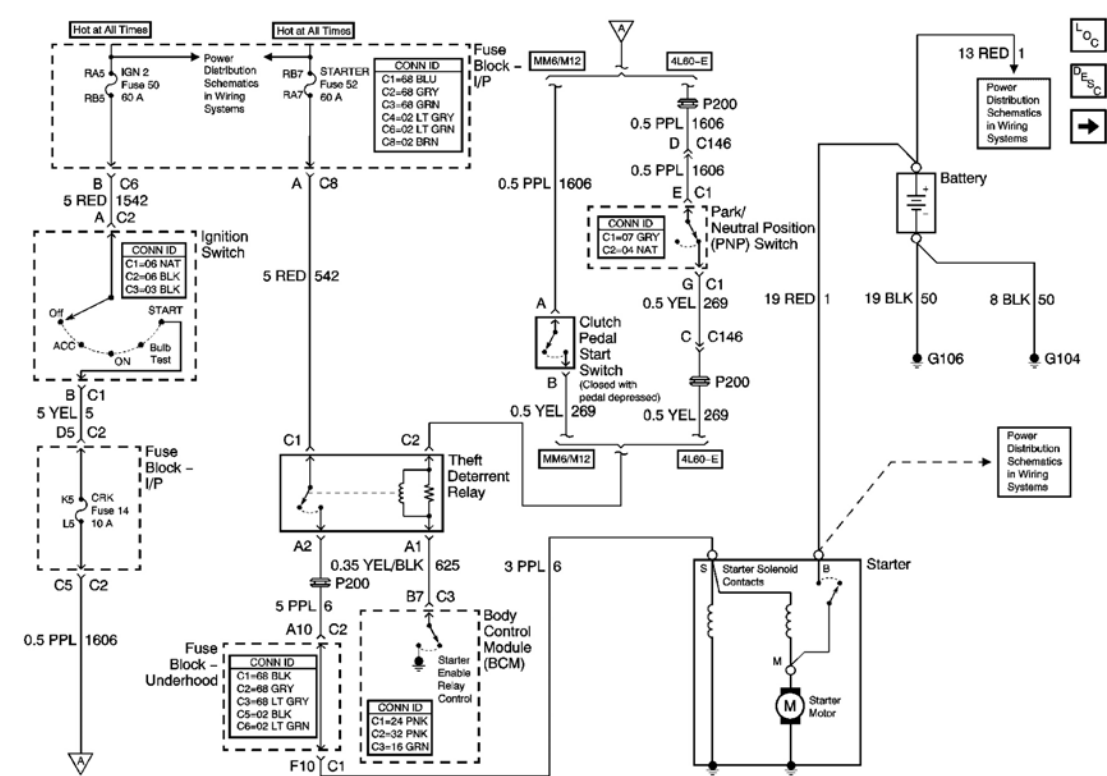 Hot at All Times
Hot at All Times
A
L O C
D E S C
13 RED 1
Power
Distribution
Schematics
in Wiring
Systems
RA5
IGN 2
Fuse 50
60 A
RB5
Power
Distribution
Schematics
in Wiring
Systems
RB7
STARTER
Fuse 52
60 A
RA7
CONN ID
C1=68 BLU
C2=68 GRY
C3=68 GRN
C4=02 LT GRY
C6=02 LT GRN
C8=02 BRN
Fuse
Block –
I/P
MM6/M12
4L60-E
P200
0.5 PPL 1606
D C146
0.5 PPL 1606
E C1
0.5 PPL 1606
B C6
5 RED 1542
A C2
A C8
Ignition
Switch
CONN ID
C1=06 NAT
C2=06 BLK
C3=03 BLK
Off
START
ACC
ON
Bulb
Test
5 RED 542
CONN ID
C1=07 GRY
C2=04 NAT
Park/
Neutral Position
(PNP) Switch
G C1
0.5 YEL 269
C C146
P200
0.5 YEL 269
A
Clutch
Pedal
Start
Switch
(Closed with
pedal depressed)
B
0.5 YEL 269
MM6/M12
4L60-E
+
–
Battery
19 RED 1
19 BLK 50
8 BLK 50
G106
G104
B C1
5 YEL 5
D5 C2
Fuse
Block –
I/P
K5
CRK
Fuse 14
10 A
L5
C5 C2
0.5 PPL 1606
A
C1
C2
Theft
Deterrent
Relay
A2
A1
0.35 YEL/BLK 625
P200
5 PPL 6
A10 C2
Fuse
Block –
Underhood
CONN ID
C1=68 BLK
C2=68 GRY
C3=68 LT GRY
C5=02 BLK
C6=02 LT GRN
F10 C1
B7 C3
Body
Control
Module
(BCM)
Starter
Enable
Relay
Control
CONN ID
C1=24 PNK
C2=32 PNK
C3=16 GRN
3 PPL 6
Power
Distribution
Schematics
in Wiring
Systems
S
Starter Solenoid
Contacts
B
Starter
M
M
Starter
Motor